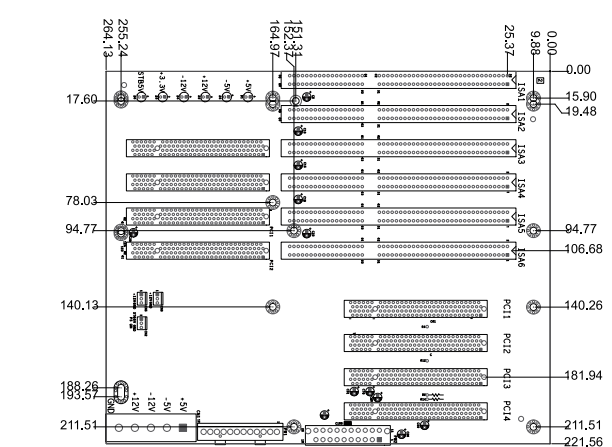 264.13
255.24
164.97
152.37
151.31
25.37
9.88
0.00
0.00
STB5V
+3.3V
-12V
+12V
-5V
+5V
ISA1
17.60
15.90
19.48
ISA2
ISA3
ISA4
78.03
94.77
ISA5
94.77
PCI1
ISA6
106.68
PCI2
140.13
PCI1
140.26
PCI2
PCI3
181.94
188.26
193.57
GND
+12V
-12V
-5V
+5V
PCI4
211.51
211.51
221.56